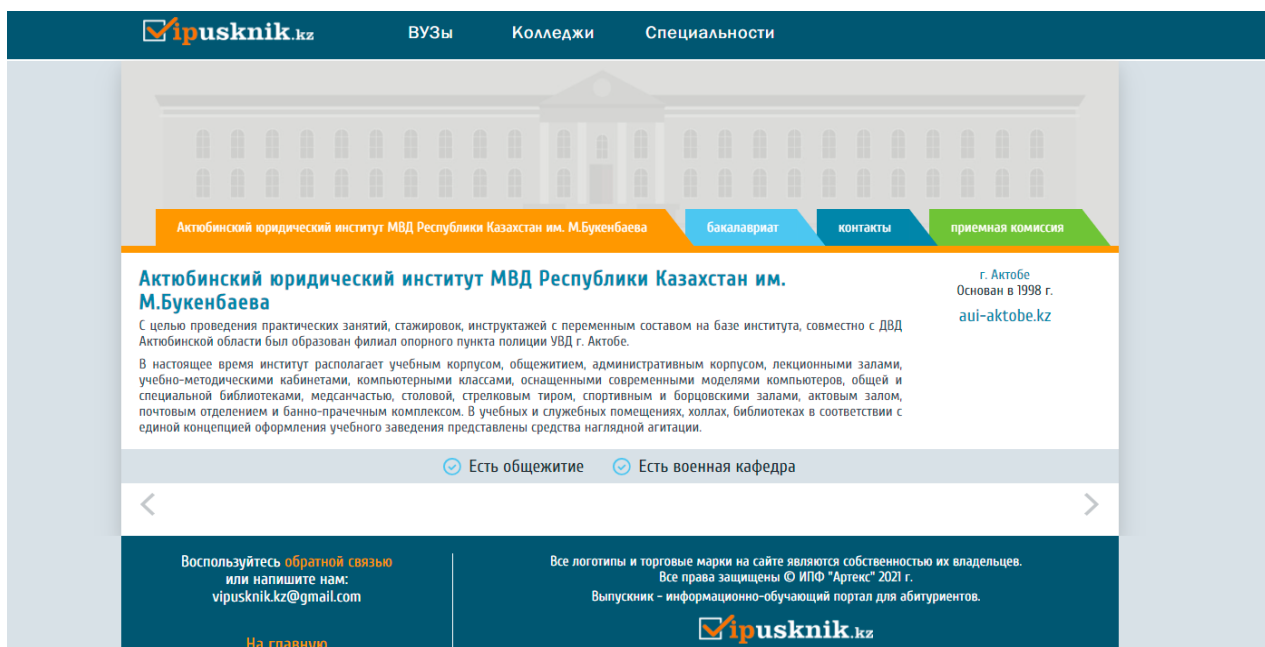 Vipusknik.kz
ВУЗы
Колледжи
Специальности
Актюбинский юридический институт МВД Республики Казахстан им. М.Букенбаева
бакалавриат
контакты
приемная комиссия
Актюбинский юридический институт МВД Республики Казахстан им.
М.Букенбаева
С целью проведения практических занятий, стажировок, инструктажей с переменным составом на базе института, совместно с ДВД
Актюбинской области был образован филиал опорного пункта полиции УВД г. Актобе.
В настоящее время институт располагает учебным корпусом, общежитием, административным корпусом, лекционными залами,
учебно-методическими кабинетами, компьютерными классами, оснащенными современными моделями компьютеров, общей и
специальной библиотеками, медсанчастью, столовой, стрелковым тиром, спортивным и борцовскими залами, актовым залом,
почтовым отделением и банно-прачечным комплексом. В учебных и служебных помещениях, холлах, библиотеках в соответствии с
единой концепцией оформления учебного заведения представлены средства наглядной агитации.
г. Актобе
Основан в 1998 г.
aui-aktobe.kz
Есть общежитие
Есть военная кафедра
Воспользуйтесь обратной связью
или напишите нам:
vipusknik.kz@gmail.com
На главную
Все логотипы и торговые марки на сайте являются собственностью их владельцев.
Все права защищены © ИПФ "Артекс" 2021 г.
Выпускник - информационно-обучающий портал для абитуриентов.
Vipusknik.kz